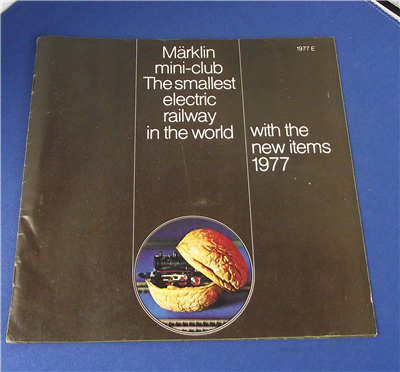 Märklin
mini-club
The smallest
electric
railway
in the world
1977 E
with the
new items
1977